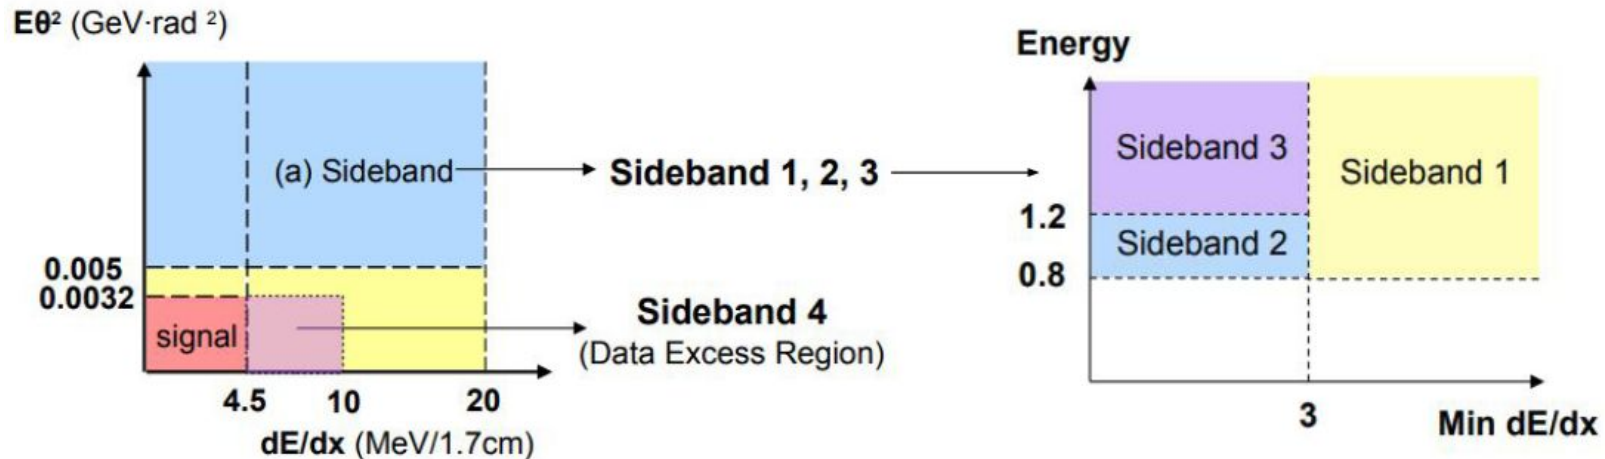 Eθ² (GeV·rad ²)
(a) Sideband
0.005
0.0032
signal
4.5
10
20
dE/dx (MeV/1.7cm)
Sideband 1, 2, 3
Sideband 4
(Data Excess Region)
Energy
Sideband 3
Sideband 1
1.2
Sideband 2
0.8
3
Min dE/dx